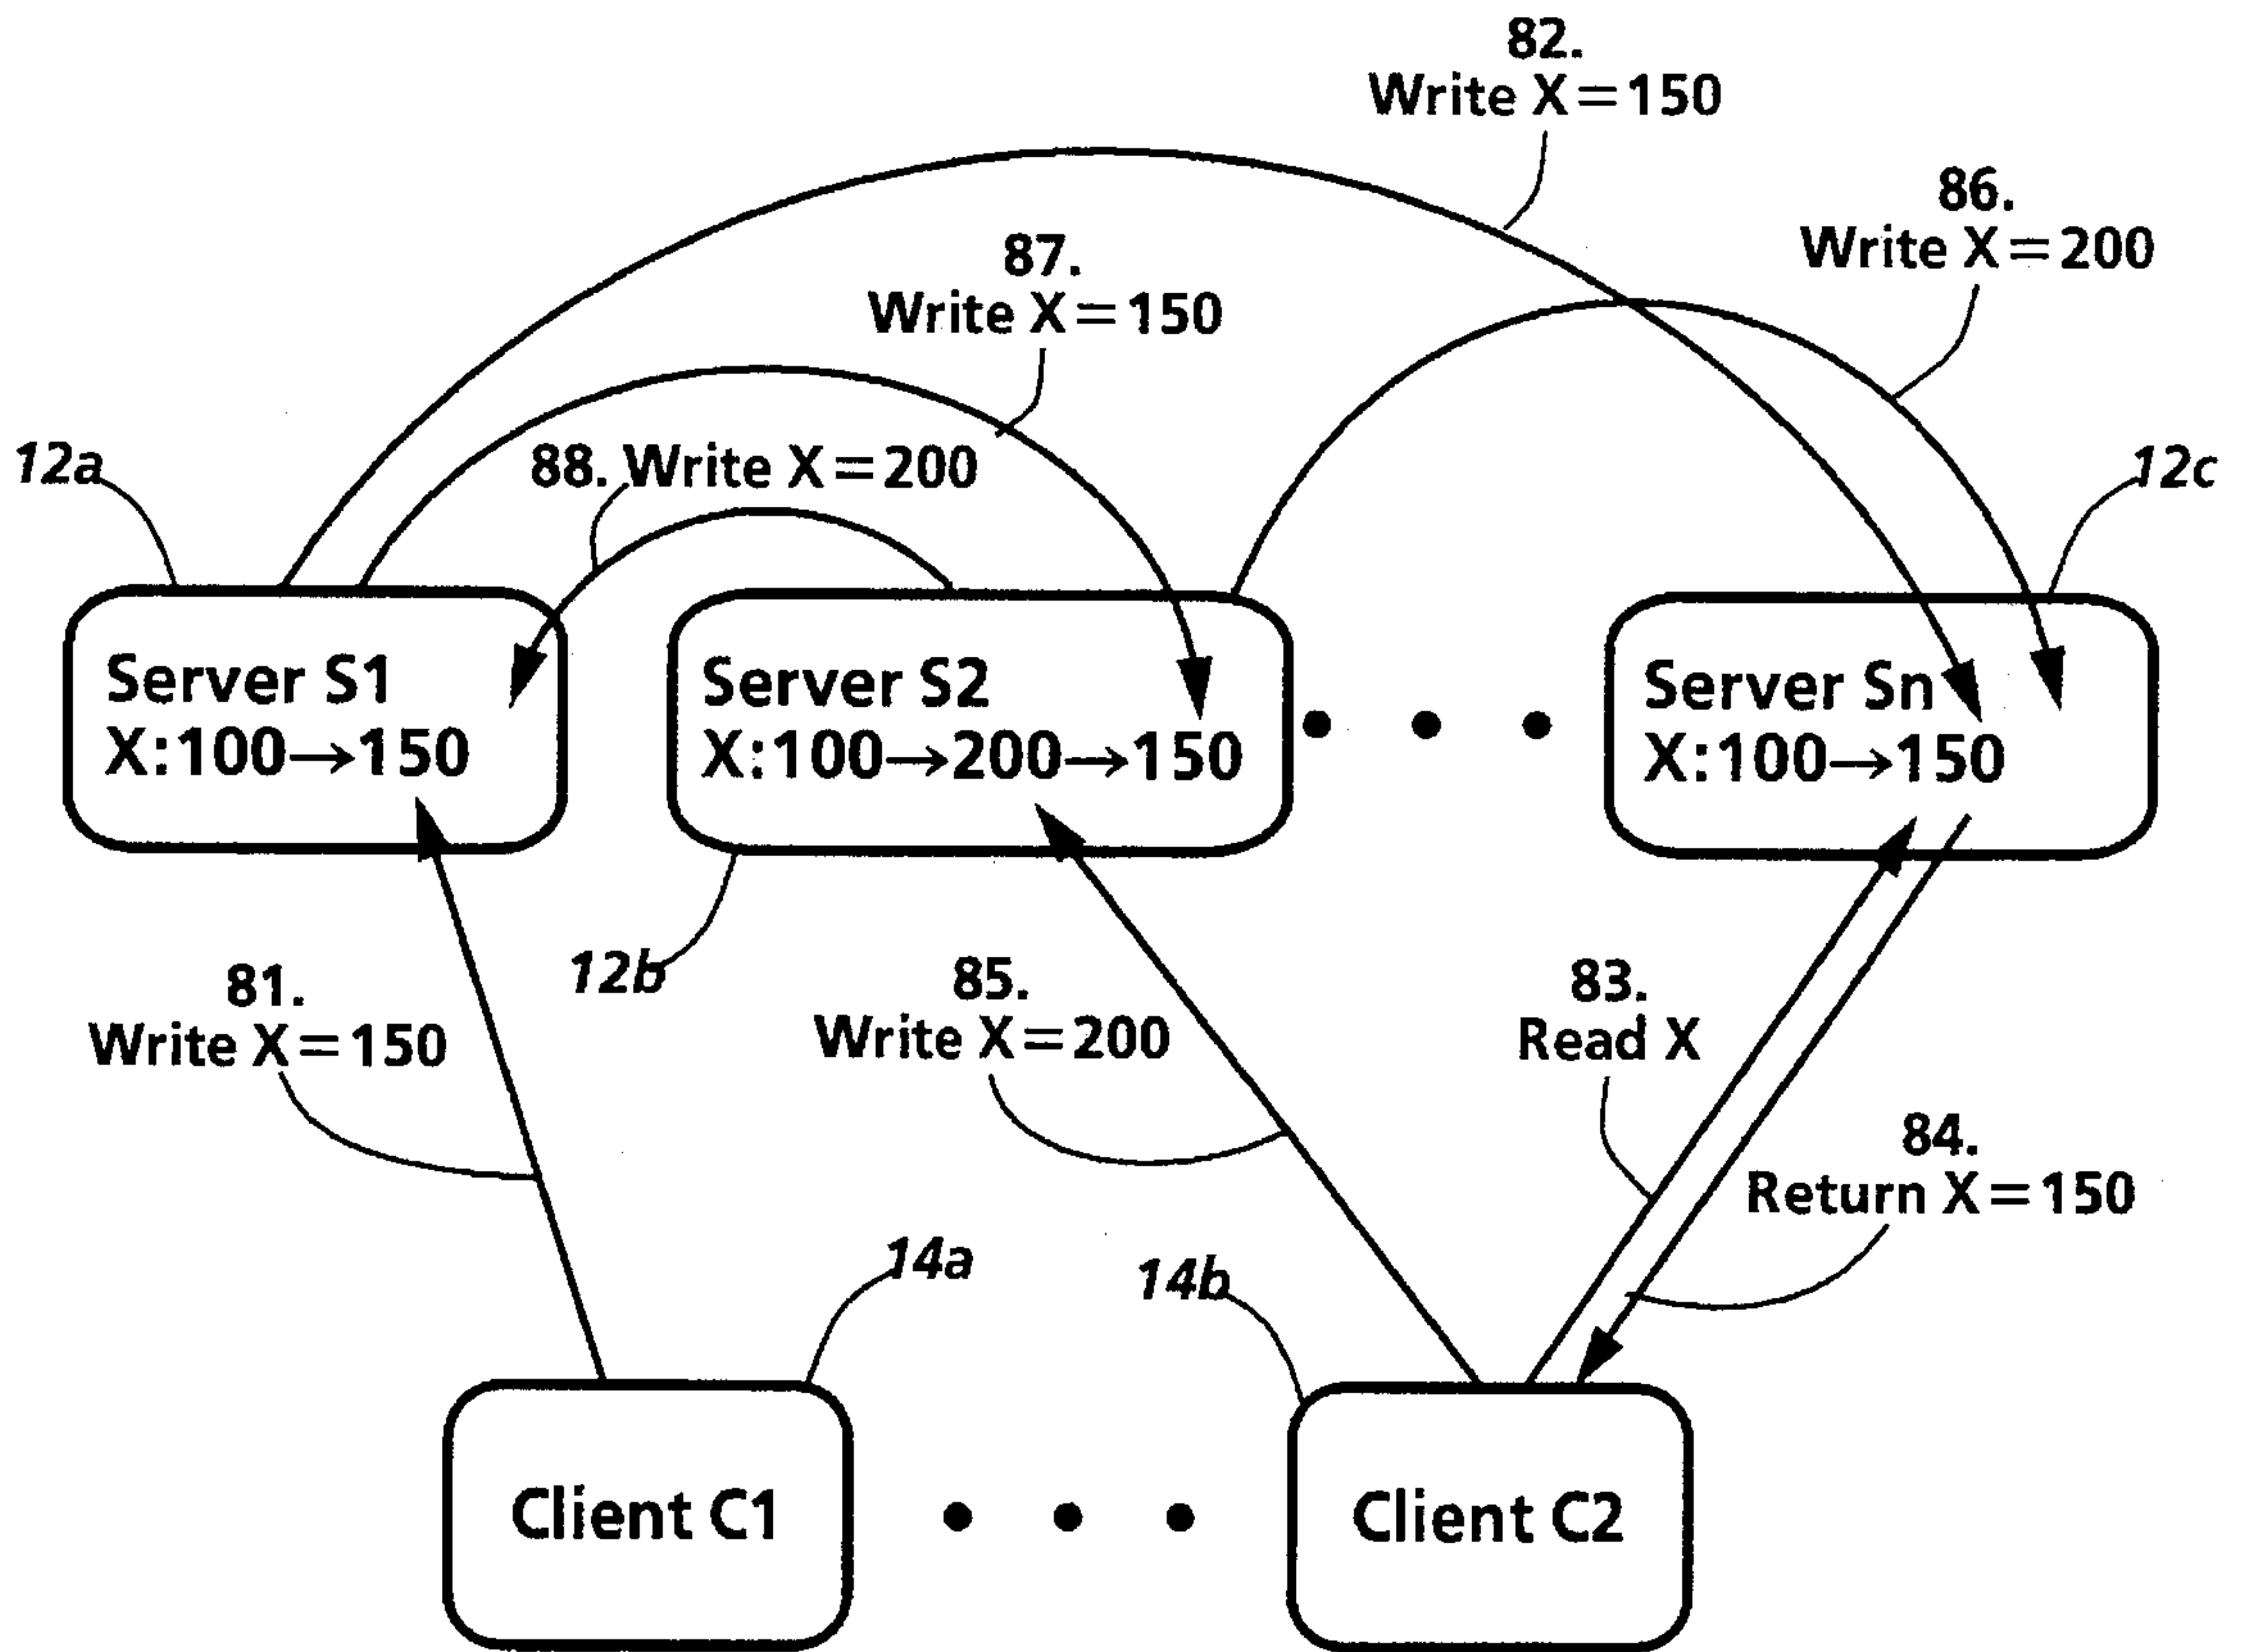 82.
Write X=150
86.
Write X=200
87.
Write X=150
88. Write X=200
12a
12c
Server S1
X:100→150
Server S2
X:100→200→150
Server Sn
X:100→150
12b
81.
Write X=150
85.
Write X=200
83.
Read X
84.
Return X=150
14a
14b
Client C1
Client C2